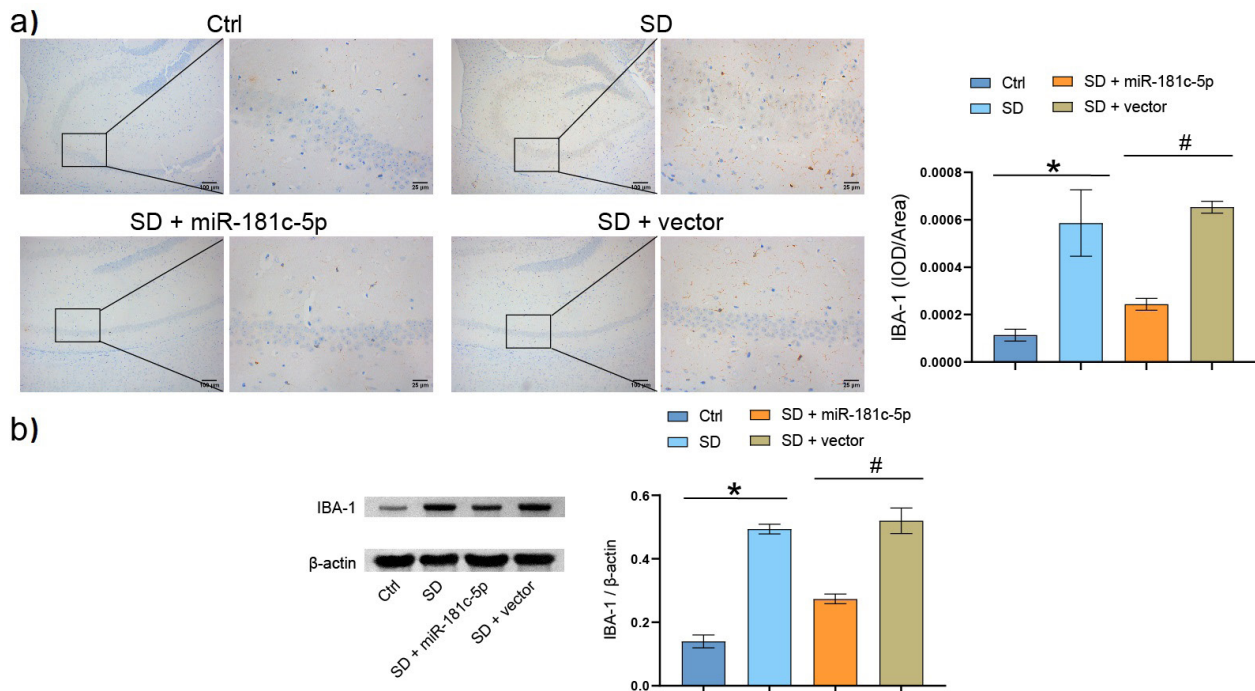 a)
Ctrl
SD
100 μm
25 μm
100 μm
25 μm
SD + miR-181c-5p
SD + vector
100 μm
25 μm
100 μm
25 μm
Ctrl
SD + miR-181c-5p
SD
SD + vector
*
#
0.0008
0.0006
0.0004
0.0002
0.0000
IBA-1 (IOD/Area)
b)
IBA-1
β-actin
Ctrl
SD
SD + miR-181c-5p
SD + vector
Ctrl
SD + miR-181c-5p
SD
SD + vector
*
#
0.6
0.4
0.2
0.0
IBA-1 / β-actin